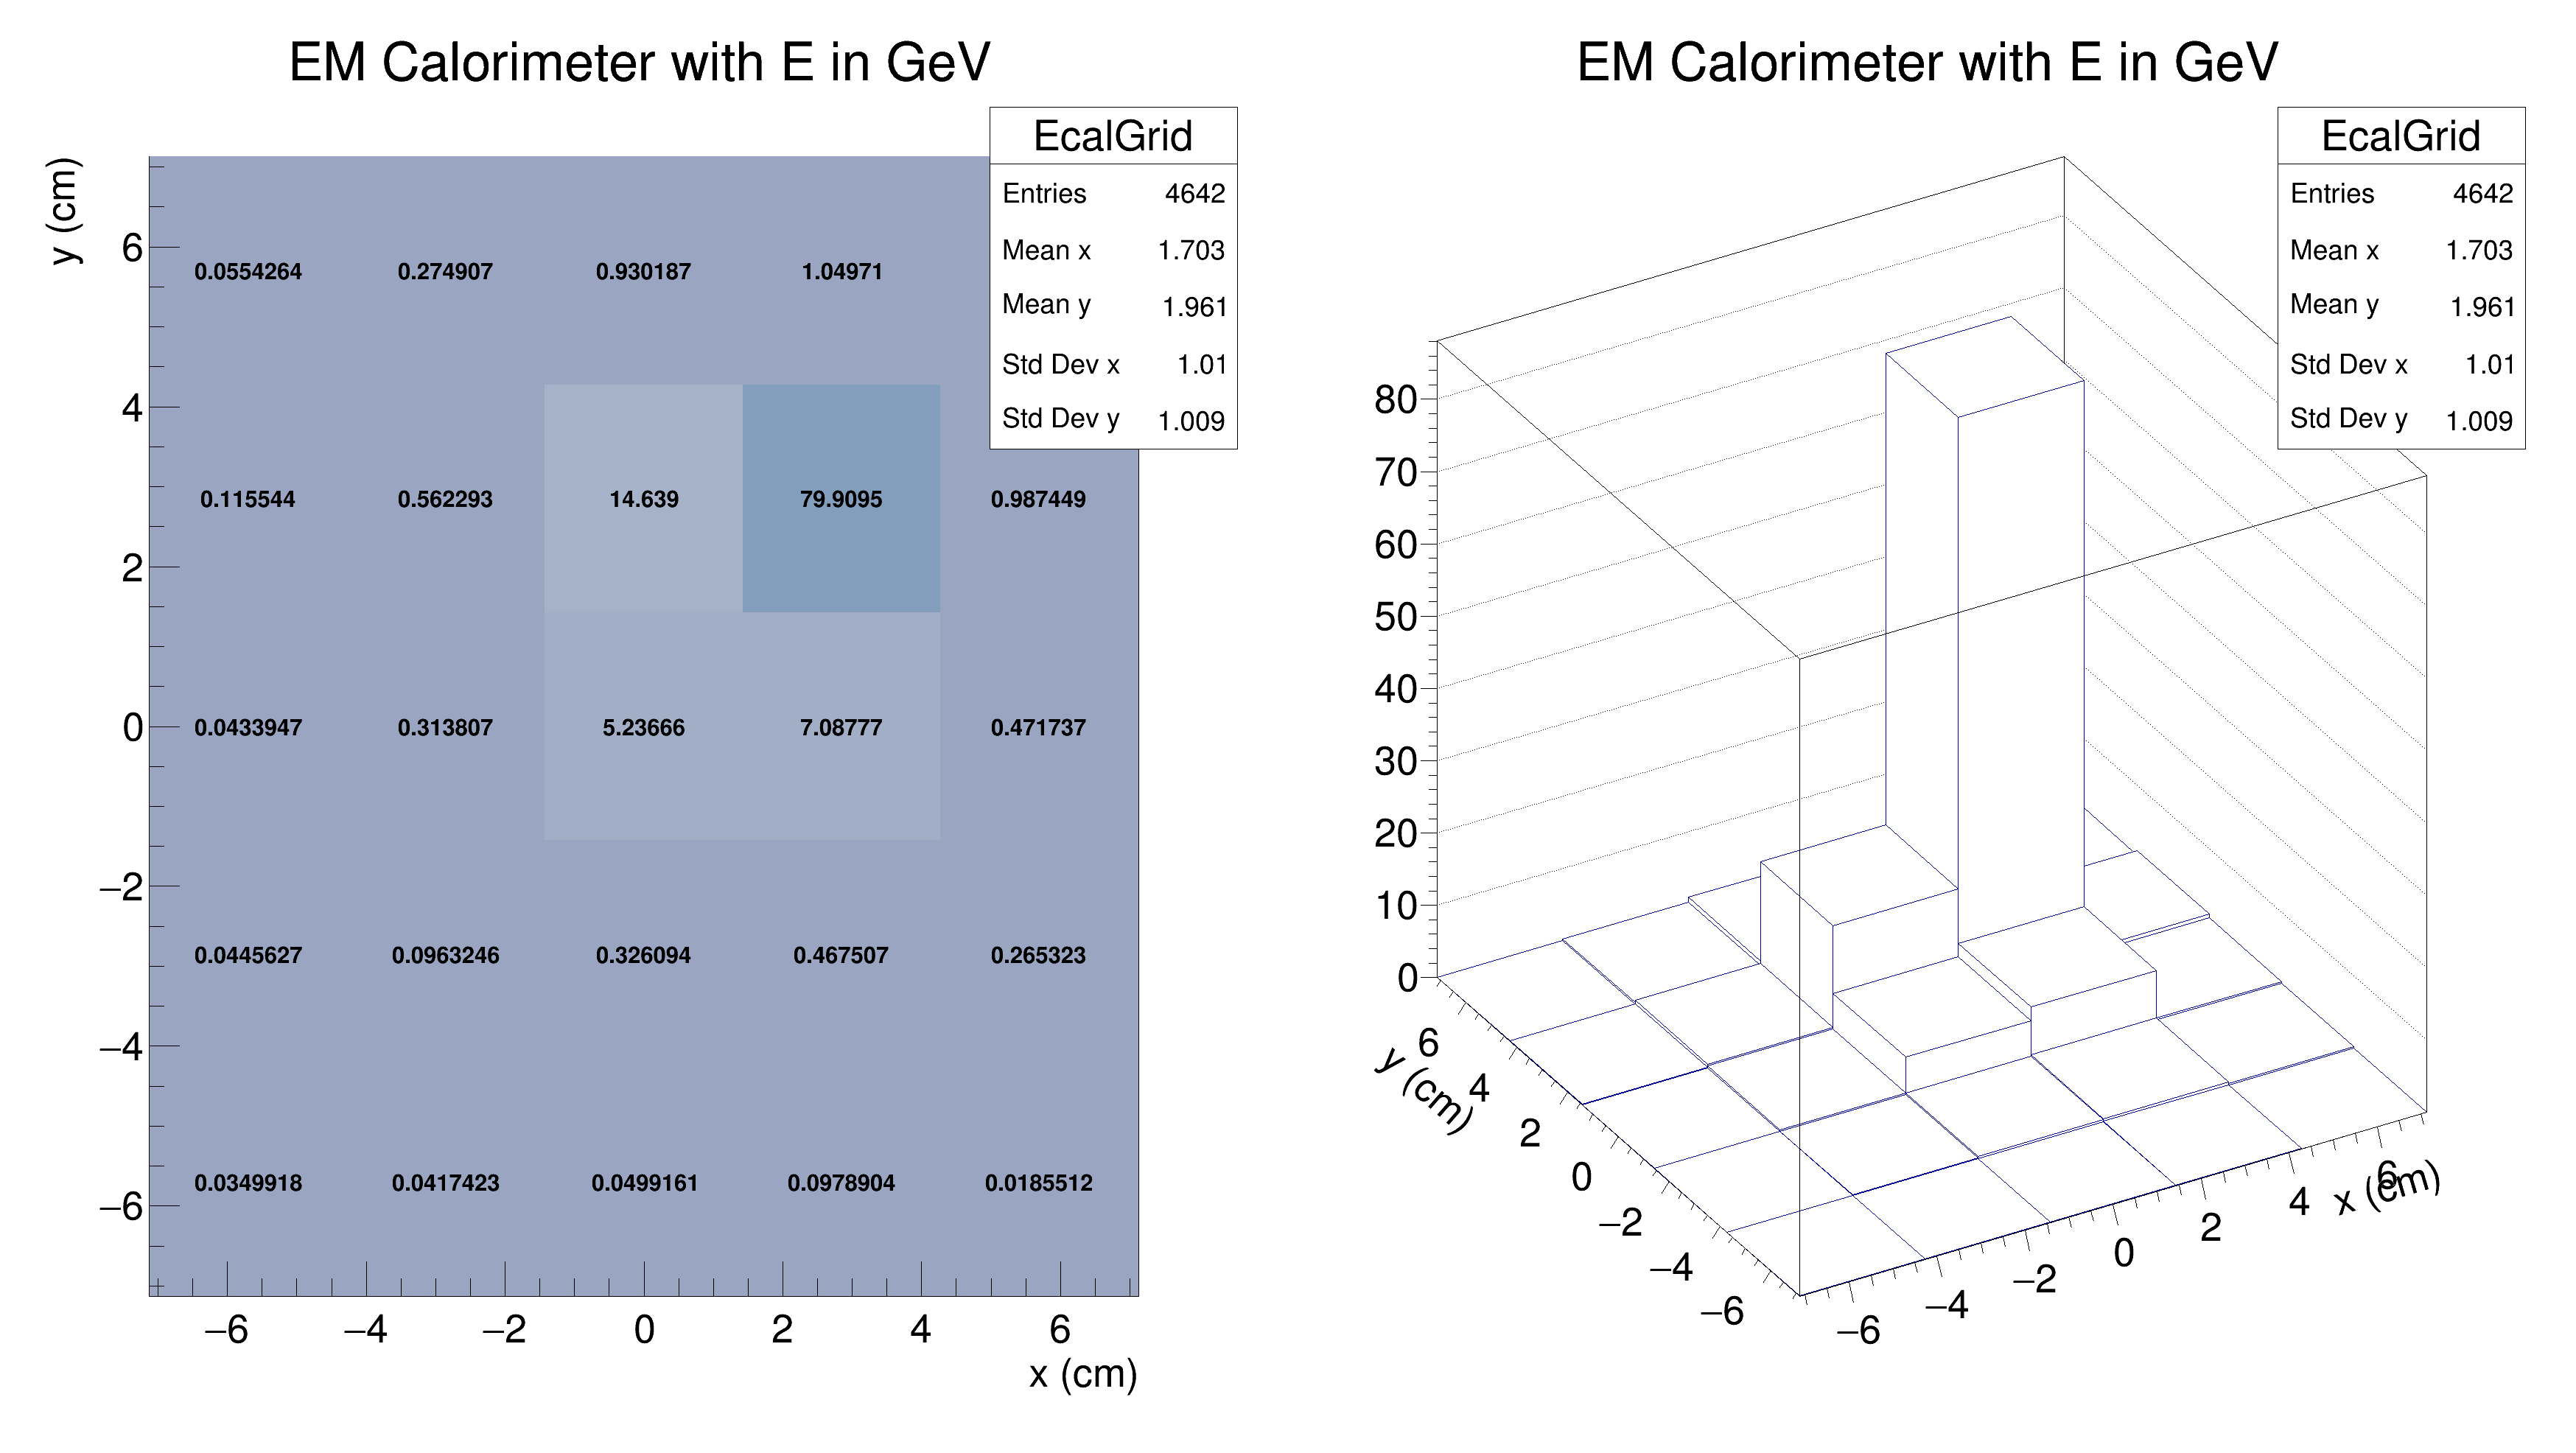 EM Calorimeter with E in GeV
EcalGrid
Entries 4642
Mean x 1.703
Mean y 1.961
Std Dev x 1.01
Std Dev y 1.009
y (cm)
6
4
2
0
−2
−4
−6
0.0554264 0.274907 0.930187 1.04971
0.115544 0.562293 14.639 79.9095 0.987449
0.0433947 0.313807 5.23666 7.08777 0.471737
0.0445627 0.0963246 0.326094 0.467507 0.265323
0.0349918 0.0417423 0.0499161 0.0978904 0.0185512
−6 −4 −2 0 2 4 6
x (cm)
EM Calorimeter with E in GeV
EcalGrid
Entries 4642
Mean x 1.703
Mean y 1.961
Std Dev x 1.01
Std Dev y 1.009
80
70
60
50
40
30
20
10
0
6
4
2
0
−2
−4
−6
y (cm)
−6 −4 −2 0 2 4 6
x (cm)